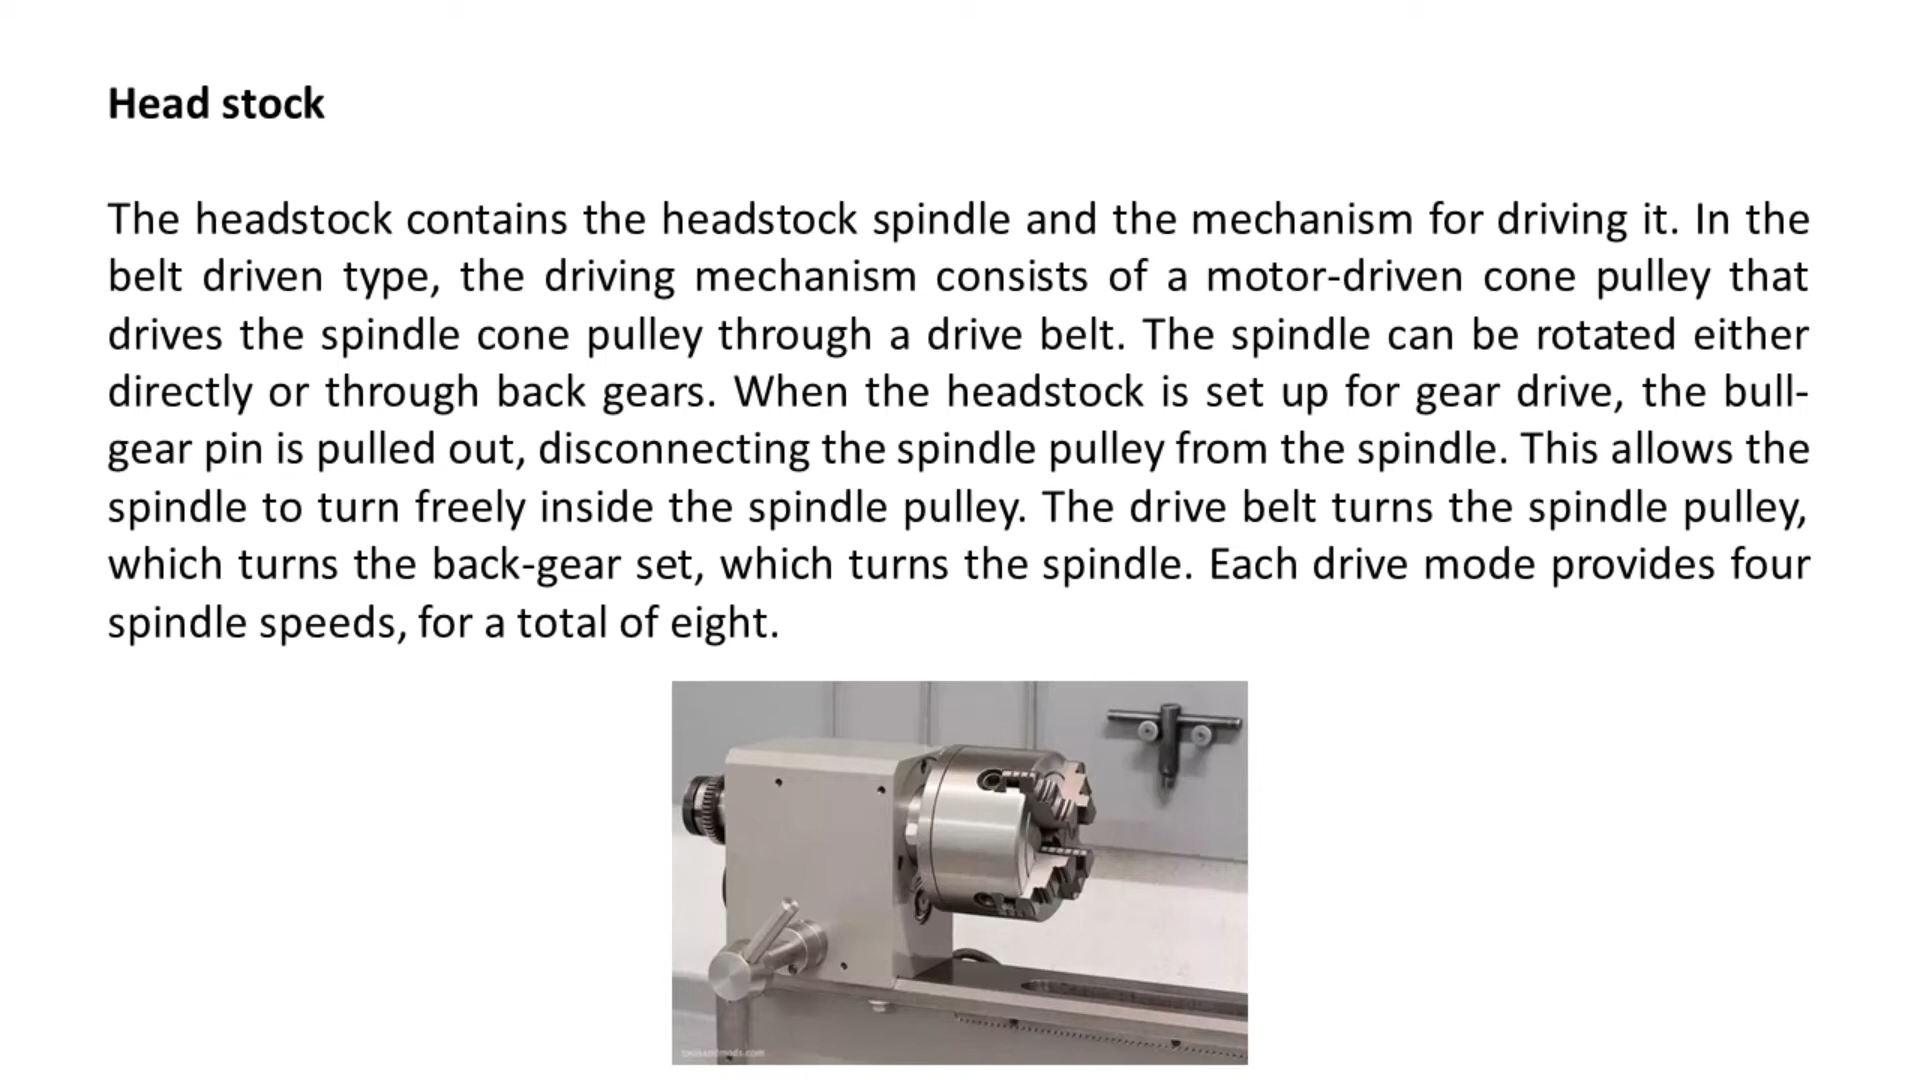 Head stock
The headstock contains the headstock spindle and the mechanism for driving it. In the
belt driven type, the driving mechanism consists of a motor-driven cone pulley that
drives the spindle cone pulley through a drive belt. The spindle can be rotated either
directly or through back gears. When the headstock is set up for gear drive, the bull-
gear pin is pulled out, disconnecting the spindle pulley from the spindle. This allows the
spindle to turn freely inside the spindle pulley. The drive belt turns the spindle pulley,
which turns the back-gear set, which turns the spindle. Each drive mode provides four
spindle speeds, for a total of eight.
toolsandmods.com